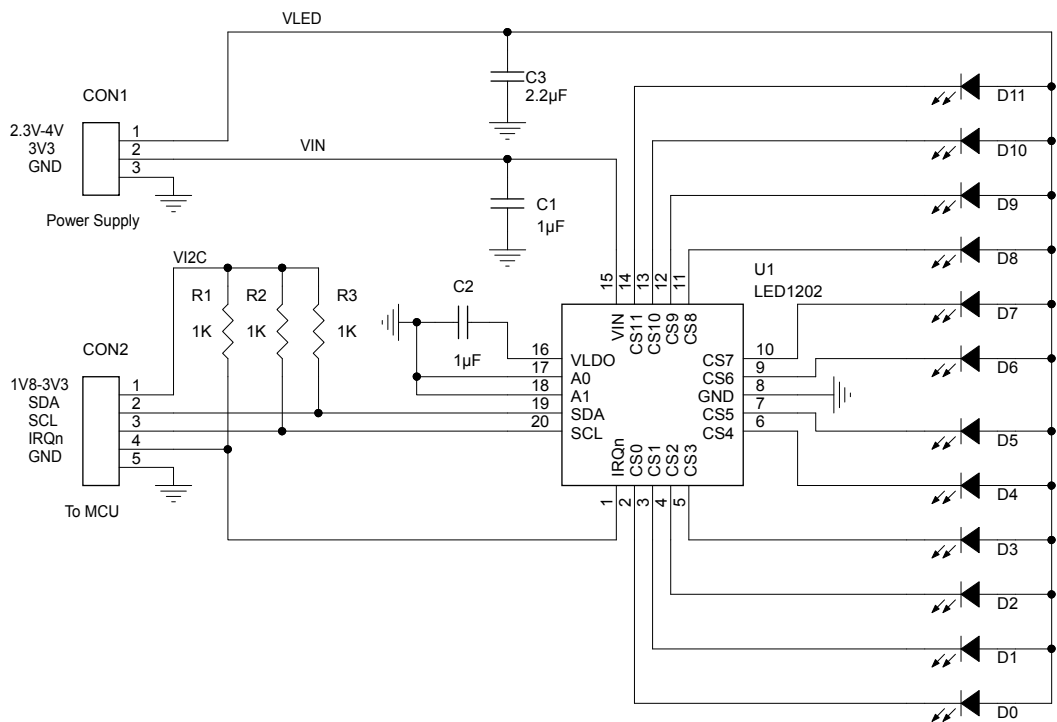 VLED
C3
2.2µF
CON1
2.3V-4V
3V3
GND
1
2
3
Power Supply
VIN
C1
1µF
D11
D10
D9
D8
D7
D6
D5
D4
D3
D2
D1
D0
VI2C
R1
1K
R2
1K
R3
1K
C2
1µF
CON2
1V8-3V3
SDA
SCL
IRQn
GND
1
2
3
4
5
To MCU
U1
LED1202
15
14
13
12
11
VIN
CS11
CS10
CS9
CS8
16
17
18
19
20
VLDO
A0
A1
SDA
SCL
CS7
CS6
GND
CS5
CS4
10
9
8
7
6
IRQn
CS0
CS1
CS2
CS3
1
2
3
4
5